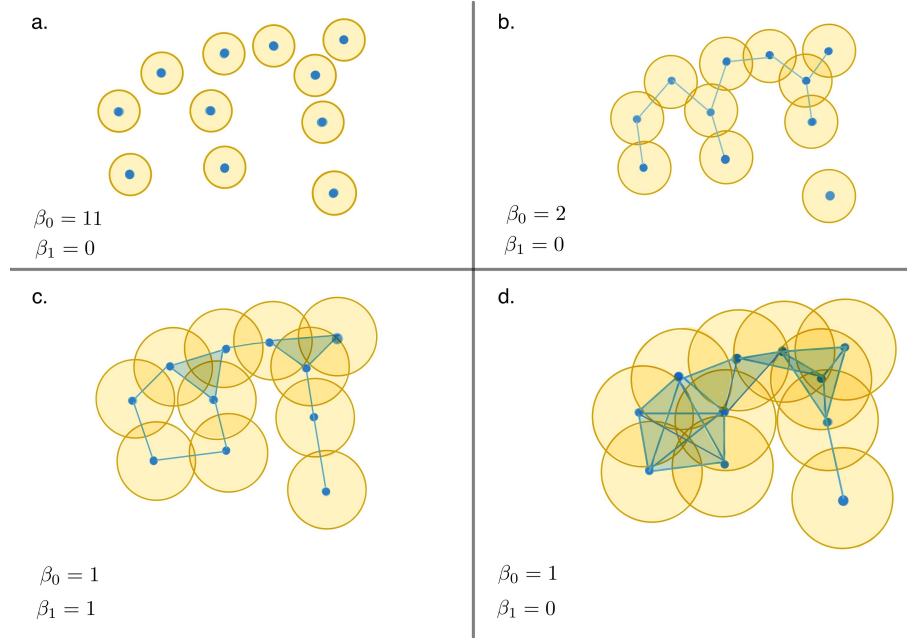 a.
β₀ = 11
β₁ = 0
b.
β₀ = 2
β₁ = 0
c.
β₀ = 1
β₁ = 1
d.
β₀ = 1
β₁ = 0